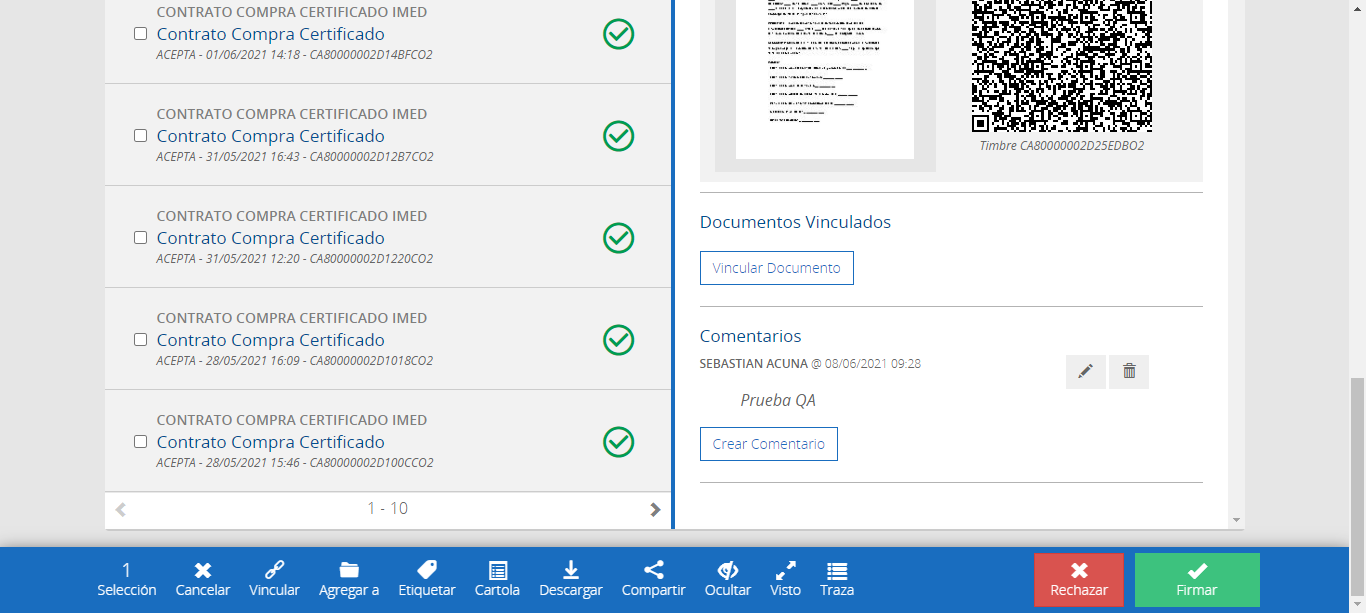 CONTRATO COMPRA CERTIFICADO IMED
Contrato Compra Certificado
ACEPTA - 01/06/2021 14:18 - CA80000002D14BFCO2
CONTRATO COMPRA CERTIFICADO IMED
Contrato Compra Certificado
ACEPTA - 31/05/2021 16:43 - CA80000002D12B7CO2
CONTRATO COMPRA CERTIFICADO IMED
Contrato Compra Certificado
ACEPTA - 31/05/2021 12:20 - CA80000002D1220CO2
CONTRATO COMPRA CERTIFICADO IMED
Contrato Compra Certificado
ACEPTA - 28/05/2021 16:09 - CA80000002D1018CO2
CONTRATO COMPRA CERTIFICADO IMED
Contrato Compra Certificado
ACEPTA - 28/05/2021 15:46 - CA80000002D100CCO2
1 - 10
Timbre CA80000002D25EDBO2
Documentos Vinculados
Vincular Documento
Comentarios
SEBASTIAN ACUNA @ 08/06/2021 09:28
Prueba QA
Crear Comentario
1
Selección
Cancelar
Vincular
Agregar a
Etiquetar
Cartola
Descargar
Compartir
Ocultar
Visto
Traza
Rechazar
Firmar